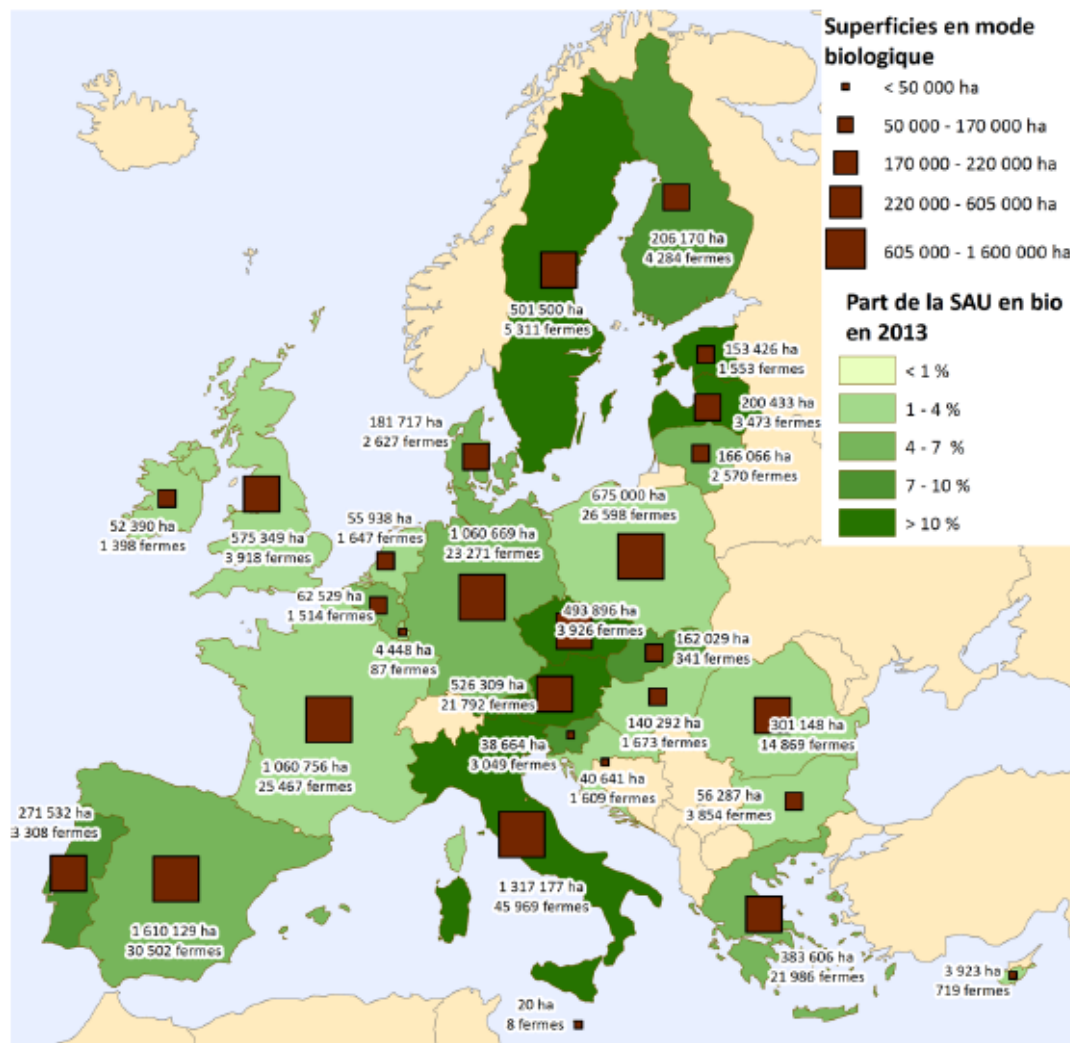 Superficies en mode
biologique
< 50 000 ha
50 000 - 170 000 ha
170 000 - 220 000 ha
220 000 - 605 000 ha
605 000 - 1 600 000 ha
Part de la SAU en bio
en 2013
< 1 %
1 - 4 %
4 - 7 %
7 - 10 %
> 10 %
206 170 ha
4 284 fermes
501 500 ha
5 311 fermes
153 426 ha
1 553 fermes
200 433 ha
3 473 fermes
181 717 ha
2 627 fermes
166 066 ha
2 570 fermes
675 000 ha
26 598 fermes
52 390 ha
1 398 fermes
575 349 ha
3 918 fermes
55 938 ha
1 647 fermes
1 060 669 ha
23 271 fermes
62 529 ha
1 514 fermes
4 448 ha
87 fermes
493 896 ha
3 926 fermes
162 029 ha
341 fermes
526 309 ha
21 792 fermes
140 292 ha
1 673 fermes
301 148 ha
14 869 fermes
38 664 ha
3 049 fermes
40 641 ha
1 609 fermes
56 287 ha
3 854 fermes
1 060 756 ha
25 467 fermes
271 532 ha
3 308 fermes
1 610 129 ha
30 502 fermes
1 317 177 ha
45 969 fermes
383 606 ha
21 986 fermes
3 923 ha
719 fermes
20 ha
8 fermes